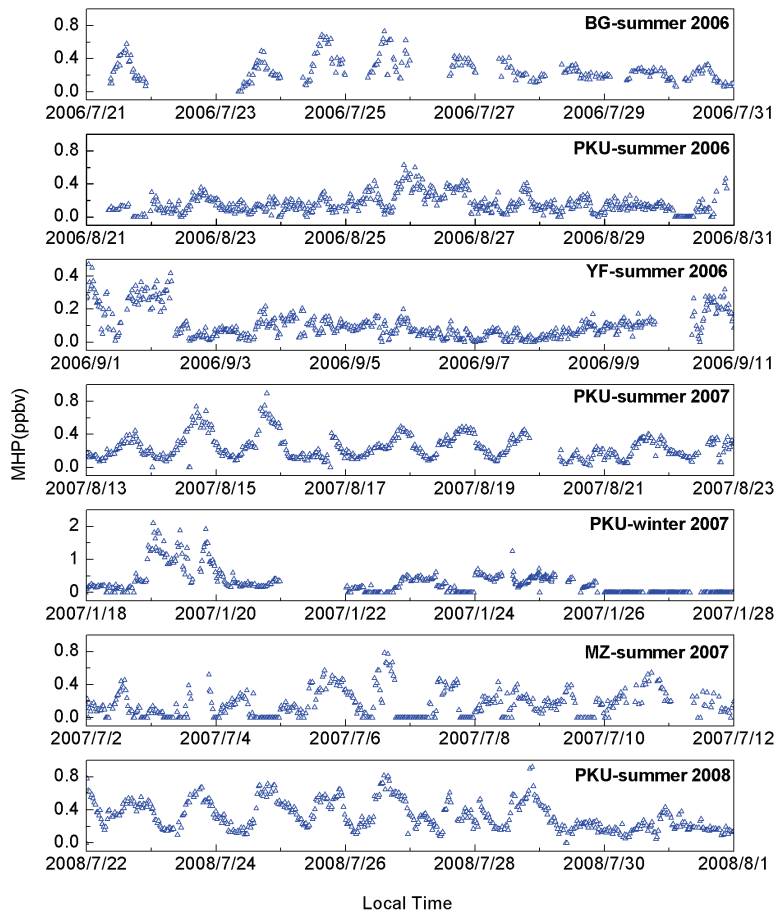 BG-summer 2006
0.8
0.4
0.0
2006/7/21 2006/7/23 2006/7/25 2006/7/27 2006/7/29 2006/7/31
PKU-summer 2006
0.8
0.4
0.0
2006/8/21 2006/8/23 2006/8/25 2006/8/27 2006/8/29 2006/8/31
YF-summer 2006
0.4
0.2
0.0
2006/9/1 2006/9/3 2006/9/5 2006/9/7 2006/9/9 2006/9/11
MHP(ppbv)
PKU-summer 2007
0.8
0.4
0.0
2007/8/13 2007/8/15 2007/8/17 2007/8/19 2007/8/21 2007/8/23
PKU-winter 2007
2
1
0
2007/1/18 2007/1/20 2007/1/22 2007/1/24 2007/1/26 2007/1/28
MZ-summer 2007
0.8
0.4
0.0
2007/7/2 2007/7/4 2007/7/6 2007/7/8 2007/7/10 2007/7/12
PKU-summer 2008
0.8
0.4
0.0
2008/7/22 2008/7/24 2008/7/26 2008/7/28 2008/7/30 2008/8/1
Local Time